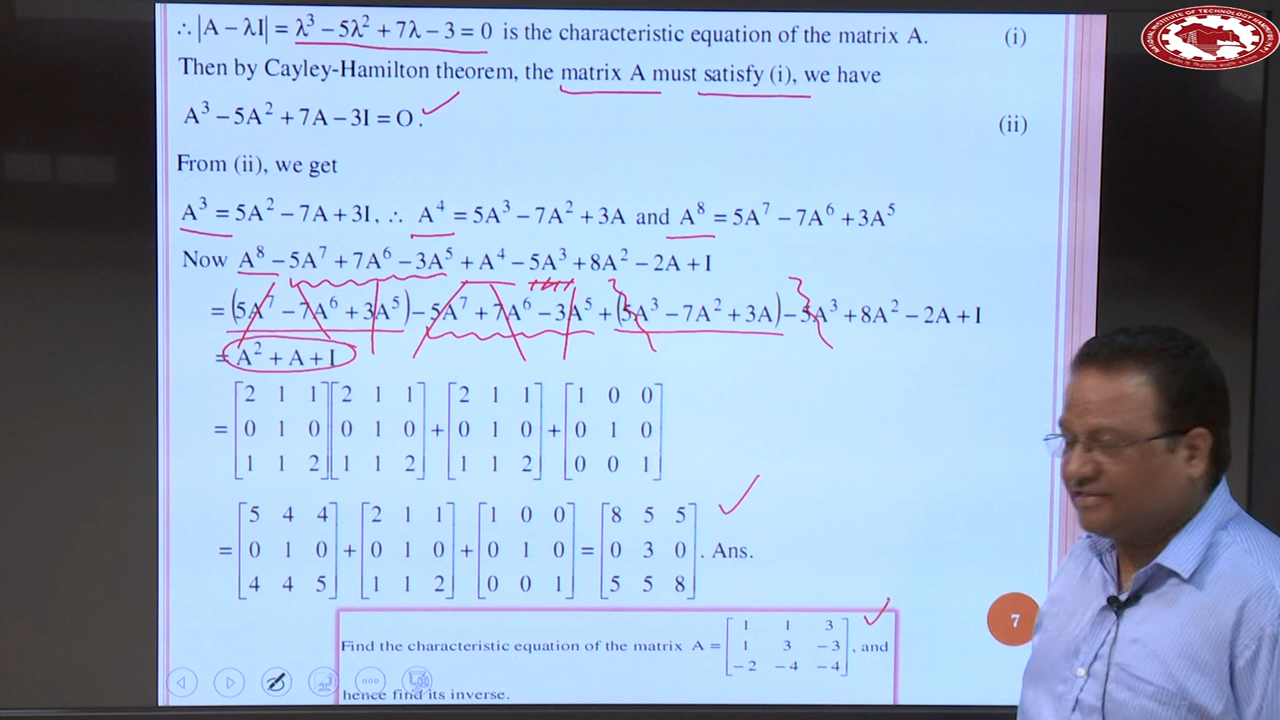 ∴ |A − λI| = λ³ − 5λ² + 7λ − 3 = 0 is the characteristic equation of the matrix A. (i)
Then by Cayley-Hamilton theorem, the matrix A must satisfy (i), we have
A³ − 5A² + 7A − 3I = O. (ii)
From (ii), we get
A³ = 5A² − 7A + 3I, ∴ A⁴ = 5A³ − 7A² + 3A and A⁸ = 5A⁷ − 7A⁶ + 3A⁵
Now A⁸ − 5A⁷ + 7A⁶ − 3A⁵ + A⁴ − 5A³ + 8A² − 2A + I
= (5A⁷ − 7A⁶ + 3A⁵) − 5A⁷ + 7A⁶ − 3A⁵ + (5A³ − 7A² + 3A) − 5A³ + 8A² − 2A + I
= A² + A + I
2 1 1 2 1 1 2 1 1 1 0 0
= 0 1 0 0 1 0 + 0 1 0 + 0 1 0
1 1 2 1 1 2 1 1 2 0 0 1
5 4 4 2 1 1 1 0 0 8 5 5
= 0 1 0 + 0 1 0 + 0 1 0 = 0 3 0 . Ans.
4 4 5 1 1 2 0 0 1 5 5 8
7
1 1 3
Find the characteristic equation of the matrix A = 1 3 −3 , and
−2 −4 −4
hence find its inverse.